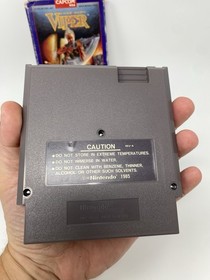 CAPCOM
CAUTION
• DO NOT STORE IN EXTREME TEMPERATURES.
• DO NOT IMMERSE IN WATER.
• DO NOT CLEAN WITH BENZENE, THINNER,
ALCOHOL OR OTHER SUCH SOLVENTS.
Nintendo 1985